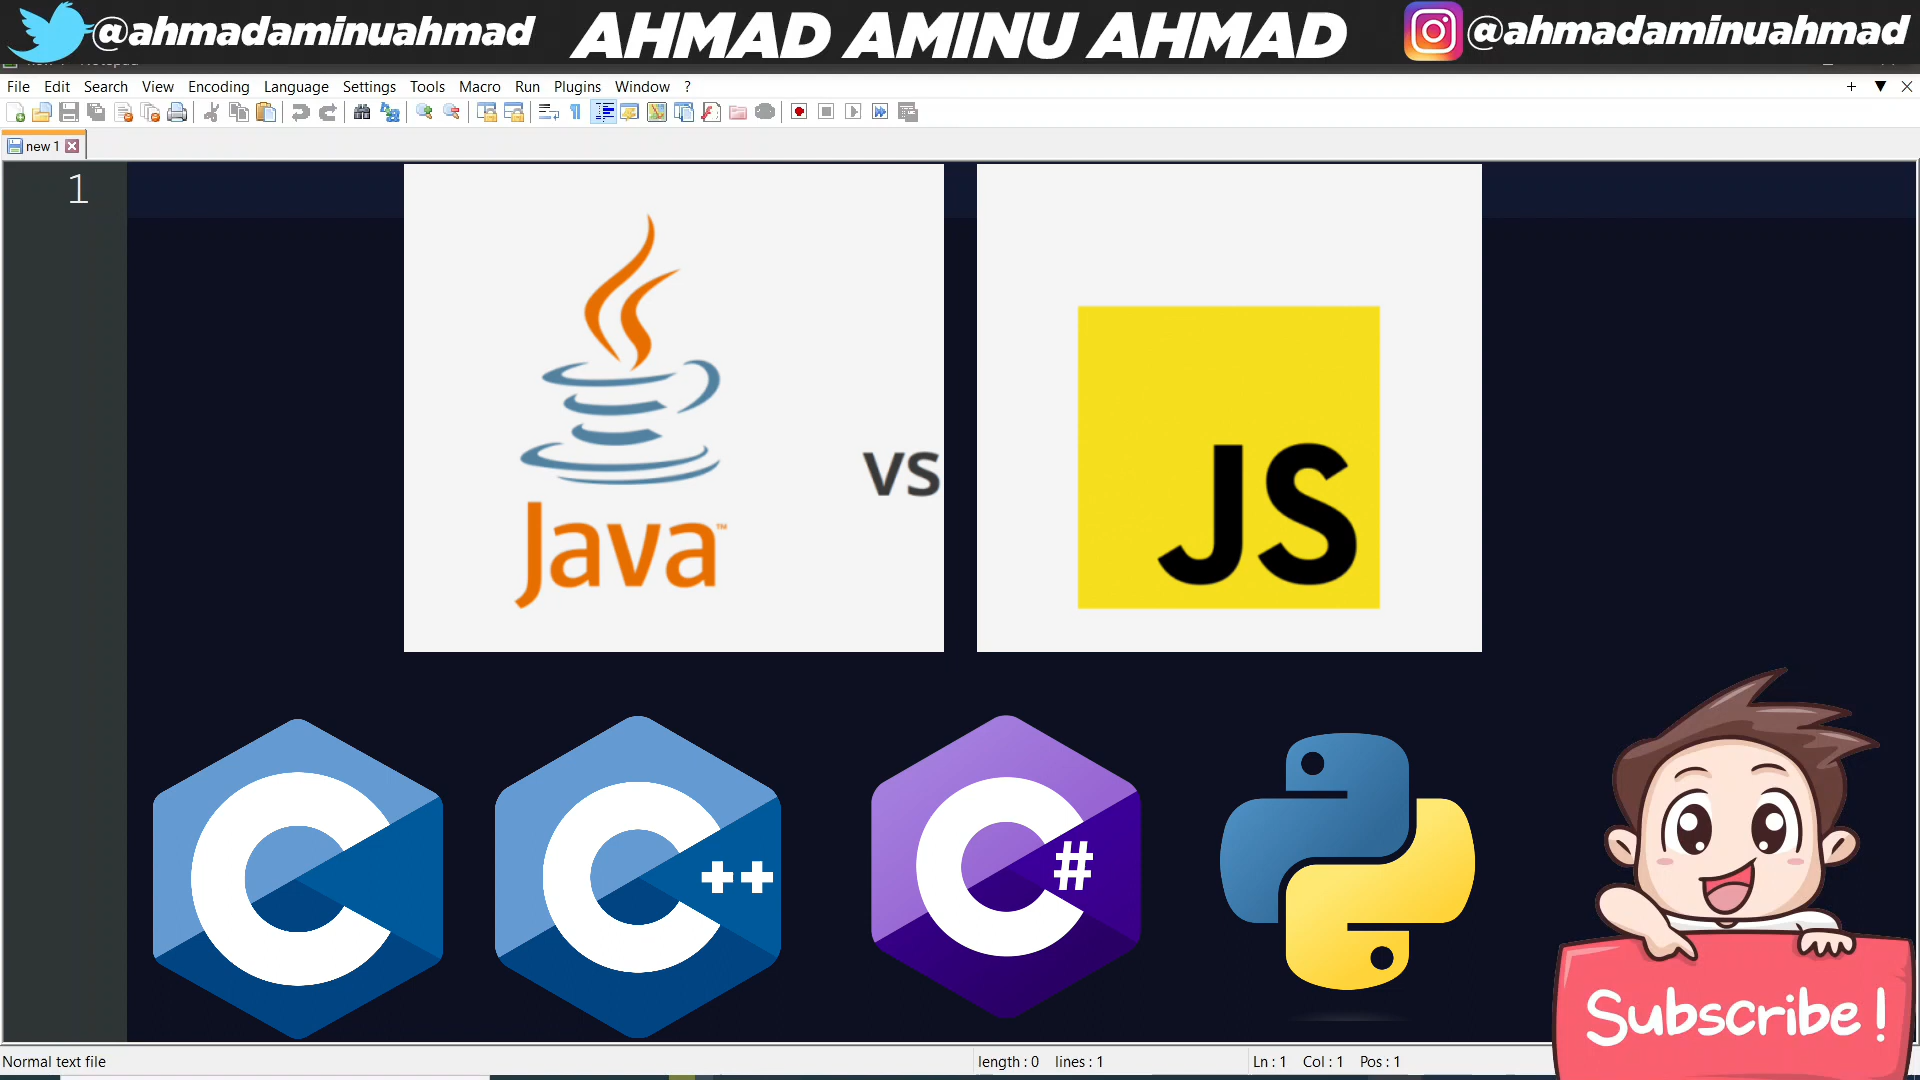 @ahmadaminuahmad AHMAD AMINU AHMAD @ahmadaminuahmad
File Edit Search View Encoding Language Settings Tools Macro Run Plugins Window ?
new 1
1
Java™
VS
JS
C
C++
C#
Subscribe!
Normal text file length : 0 lines : 1 Ln : 1 Col : 1 Pos : 1